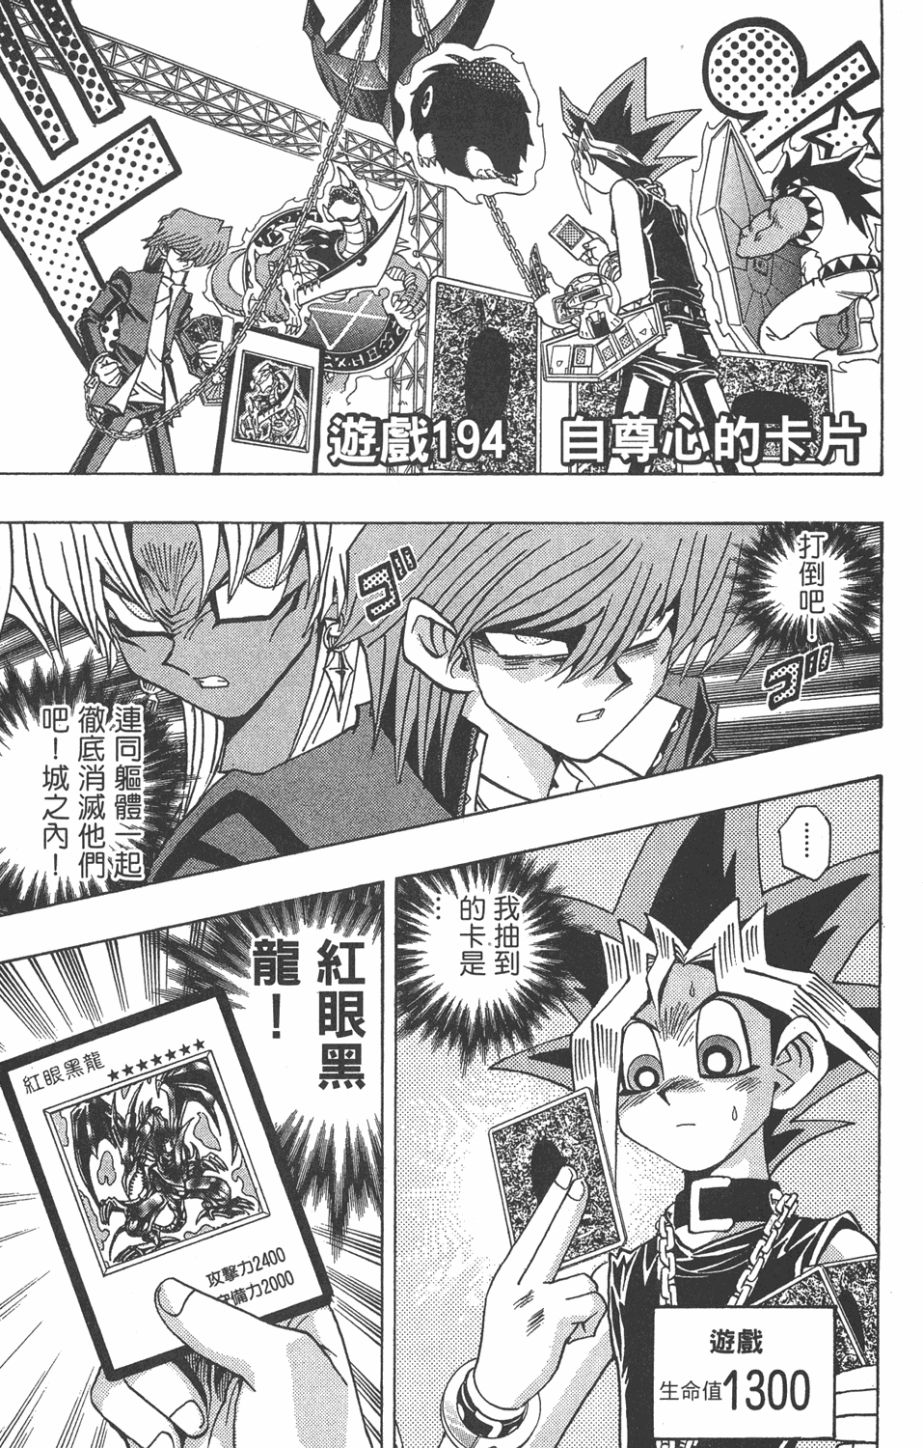 遊戲194 自尊心的卡片
打倒吧！
ゴ
ゴ
連同軀體一起
徹底消滅他們
吧！城之內！
……
我抽到
的卡是
…
紅眼黑
龍！
紅眼黑龍
★★★★★★★
攻擊力2400
守備力2000
遊戲
生命值1300